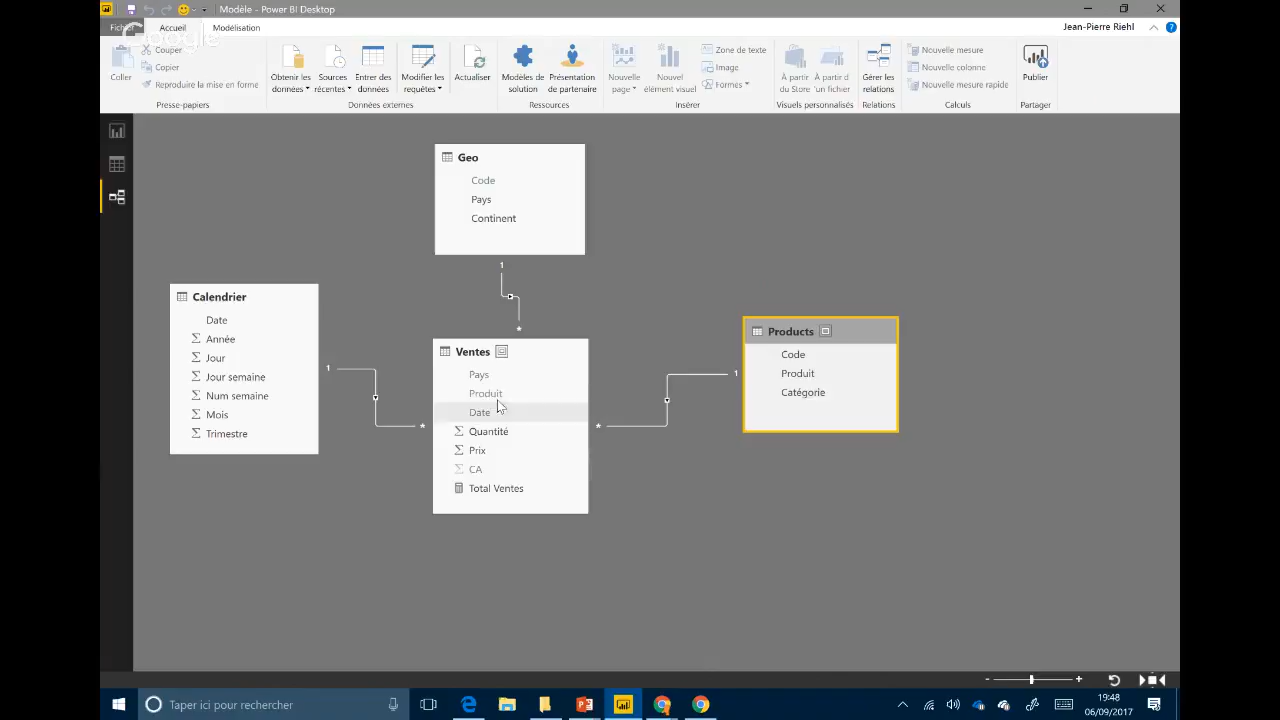 Modèle - Power BI Desktop
Fichier
Accueil
Modélisation
Jean-Pierre Riehl
Google
Coller
Couper
Copier
Reproduire la mise en forme
Presse-papiers
Obtenir les
données
Sources
récentes
Entrer des
données
Modifier les
requêtes
Données externes
Actualiser
Modèles de
solution
Présentation
de partenaire
Ressources
Nouvelle
page
Nouvel
élément visuel
Zone de texte
Image
Formes
Insérer
À partir
du Store
À partir d'
un fichier
Visuels personnalisés
Gérer les
relations
Relations
Nouvelle mesure
Nouvelle colonne
Nouvelle mesure rapide
Calculs
Publier
Partager
Geo
Code
Pays
Continent
1
*
Calendrier
Date
Année
Jour
Jour semaine
Num semaine
Mois
Trimestre
1
*
Ventes
Pays
Produit
Date
Quantité
Prix
CA
Total Ventes
*
1
Products
Code
Produit
Catégorie
Taper ici pour rechercher
19:48
06/09/2017